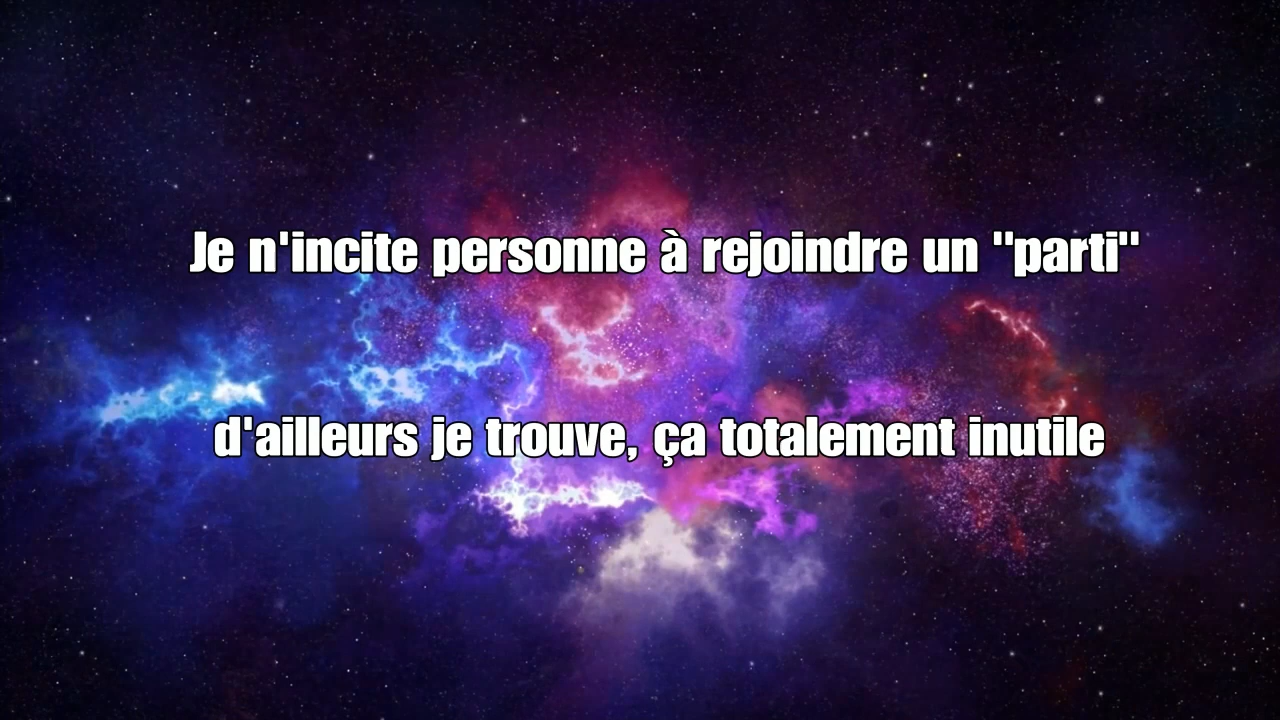 Je n'incite personne à rejoindre un "parti"
d'ailleurs je trouve, ça totalement inutile